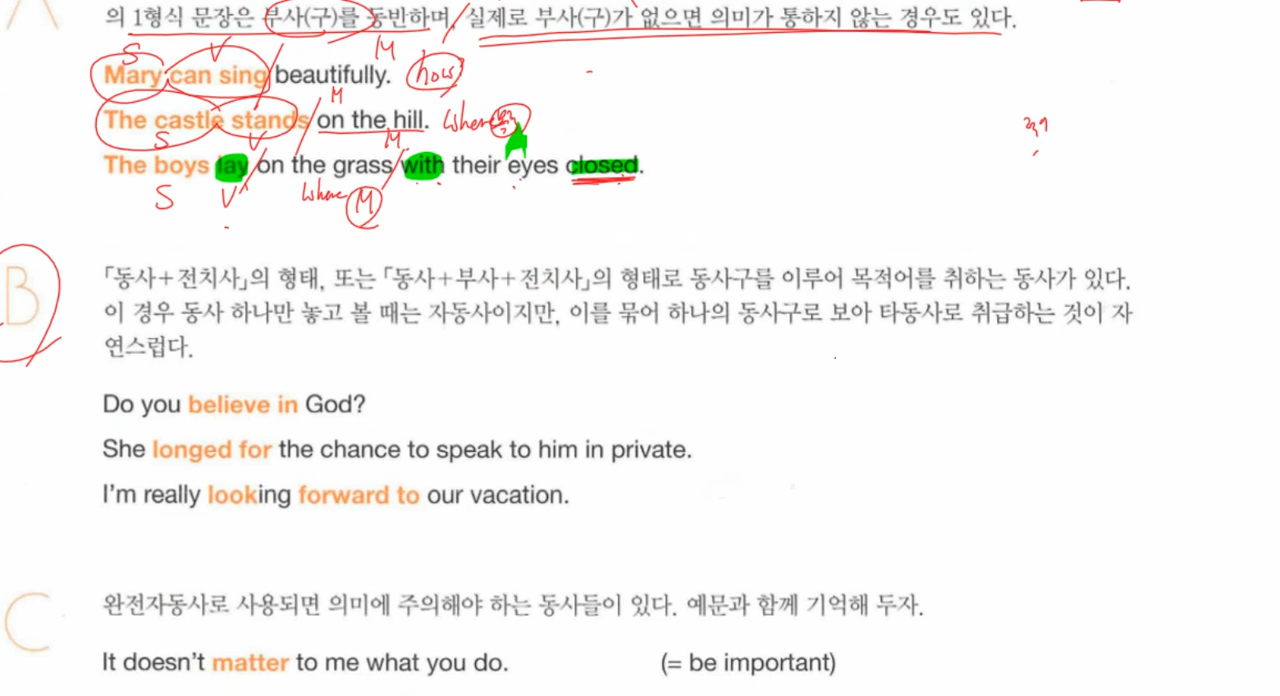 의 1형식 문장은 부사(구)를 동반하며, 실제로 부사(구)가 없으면 의미가 통하지 않는 경우도 있다.
S V M
Mary can sing beautifully. how
M
The castle stands on the hill. where
S V M
The boys lay on the grass with their eyes closed.
S V where M
B
「동사+전치사」의 형태, 또는 「동사+부사+전치사」의 형태로 동사구를 이루어 목적어를 취하는 동사가 있다.
이 경우 동사 하나만 놓고 볼 때는 자동사이지만, 이를 묶어 하나의 동사구로 보아 타동사로 취급하는 것이 자
연스럽다.
Do you believe in God?
She longed for the chance to speak to him in private.
I'm really looking forward to our vacation.
C
완전자동사로 사용되면 의미에 주의해야 하는 동사들이 있다. 예문과 함께 기억해 두자.
It doesn't matter to me what you do. (= be important)